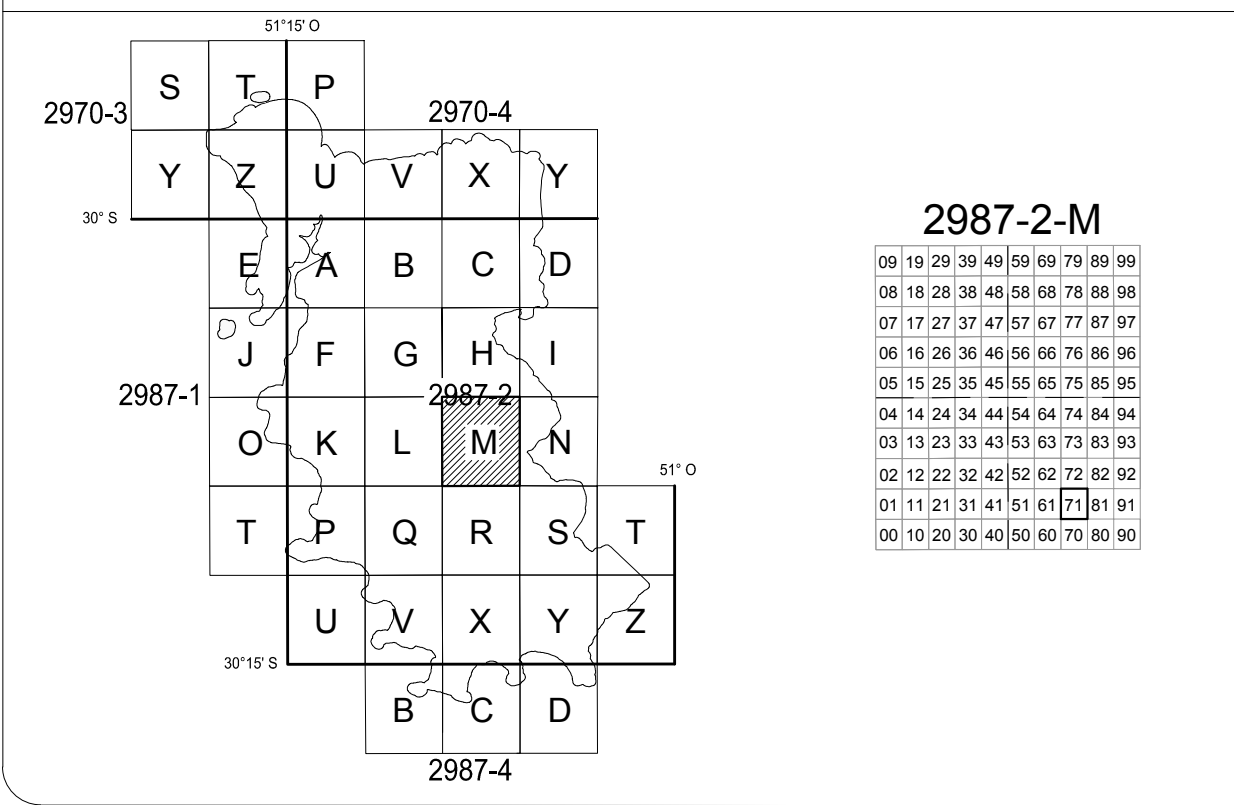 51°15' O
S T P
2970-3 2970-4
Y Z U V X Y
30° S
E A B C D
J F G H I
2987-1 2987-2
O K L M N
51° O
T P Q R S T
U V X Y Z
30°15' S
B C D
2987-4
2987-2-M
09 19 29 39 49 59 69 79 89 99
08 18 28 38 48 58 68 78 88 98
07 17 27 37 47 57 67 77 87 97
06 16 26 36 46 56 66 76 86 96
05 15 25 35 45 55 65 75 85 95
04 14 24 34 44 54 64 74 84 94
03 13 23 33 43 53 63 73 83 93
02 12 22 32 42 52 62 72 82 92
01 11 21 31 41 51 61 71 81 91
00 10 20 30 40 50 60 70 80 90